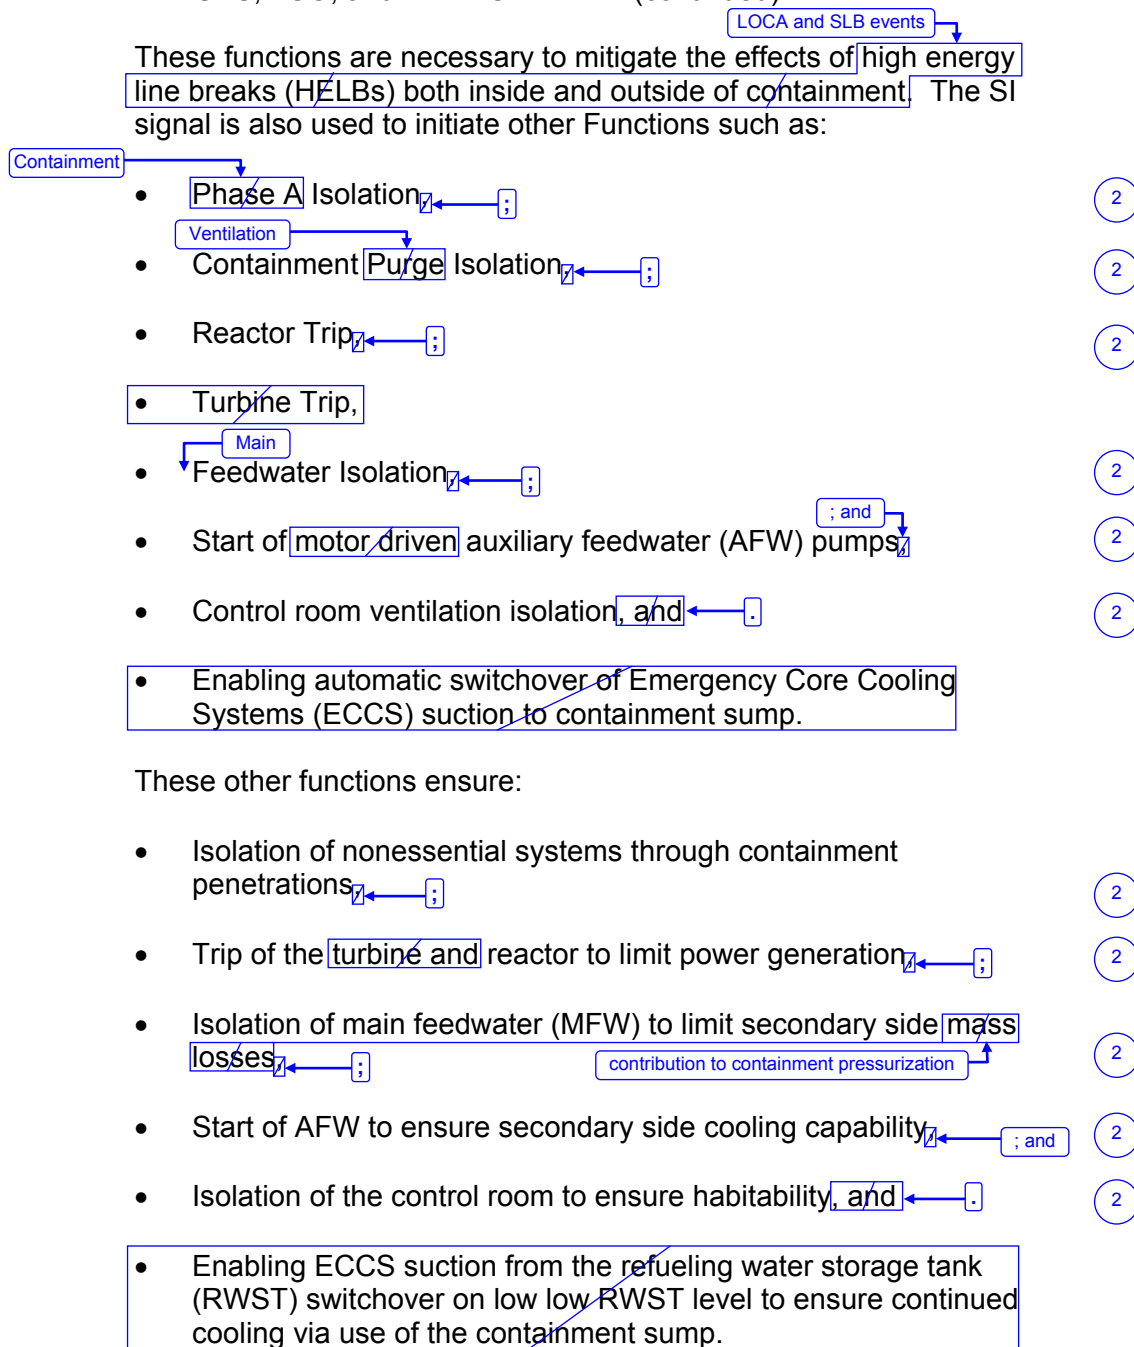 LOCA and SLB events
These functions are necessary to mitigate the effects of high energy
line breaks (HELBs) both inside and outside of containment. The SI
signal is also used to initiate other Functions such as:
Containment
• Phase A Isolation, ; 2
Ventilation
• Containment Purge Isolation, ; 2
• Reactor Trip, ; 2
• Turbine Trip,
Main
• Feedwater Isolation, ; 2
; and
• Start of motor driven auxiliary feedwater (AFW) pumps, 2
• Control room ventilation isolation, and . 2
• Enabling automatic switchover of Emergency Core Cooling
Systems (ECCS) suction to containment sump.
These other functions ensure:
• Isolation of nonessential systems through containment
penetrations, ; 2
• Trip of the turbine and reactor to limit power generation, ; 2
• Isolation of main feedwater (MFW) to limit secondary side mass
losses, ; contribution to containment pressurization 2
• Start of AFW to ensure secondary side cooling capability, ; and 2
• Isolation of the control room to ensure habitability, and . 2
• Enabling ECCS suction from the refueling water storage tank
(RWST) switchover on low low RWST level to ensure continued
cooling via use of the containment sump.